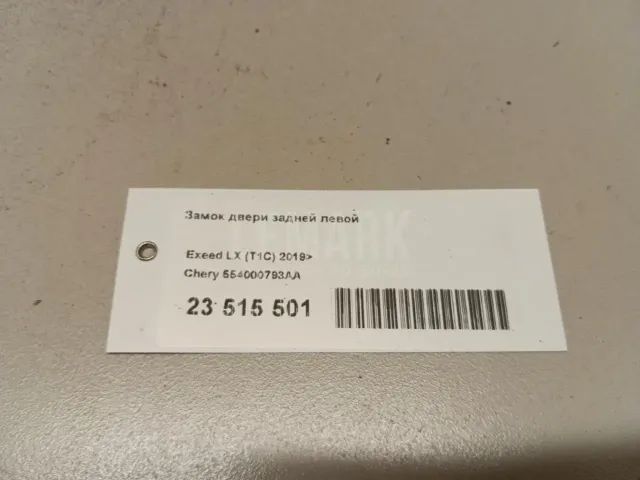 Замок двери задней левой
Exeed LX (T1C) 2019>
Chery 554000793AA
23 515 501